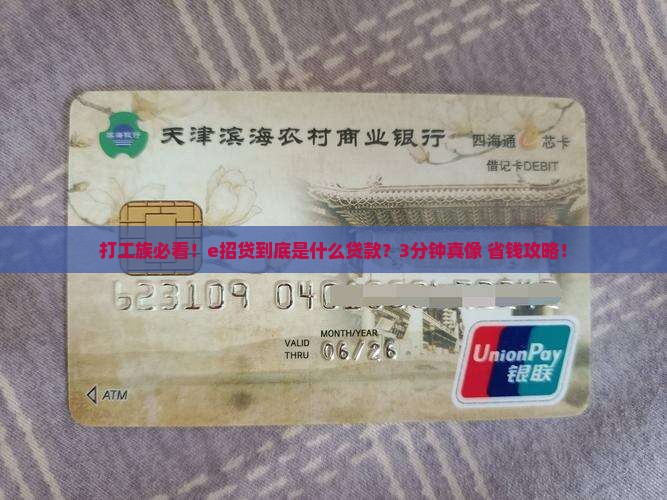 滨海银行
天津滨海农村商业银行
四海通 芯卡
借记卡DEBIT
打工族必看！e招贷到底是什么贷款？3分钟真像 省钱攻略！
623109 040
MONTH/YEAR
VALID THRU 06/26
UnionPay
银联
ATM